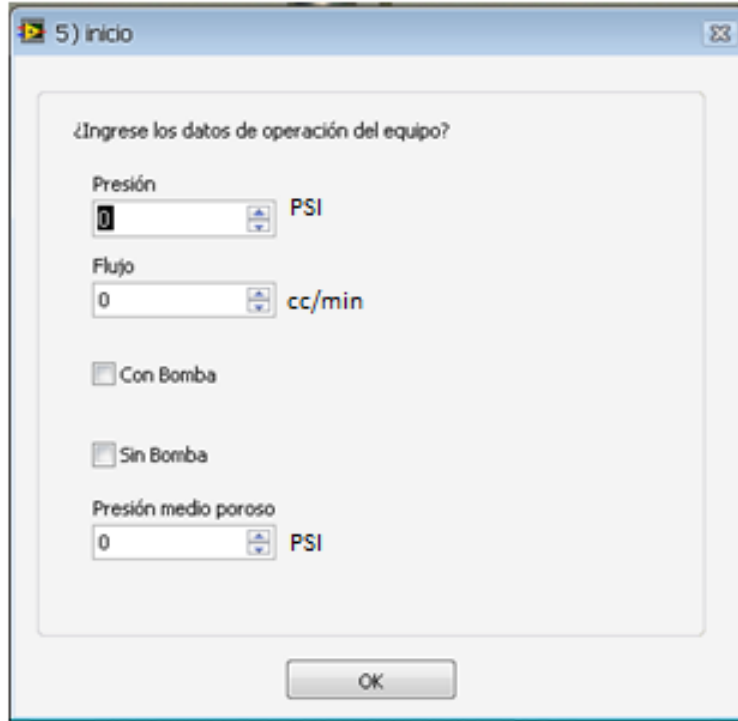 5) inicio
¿Ingrese los datos de operación del equipo?
Presión
0 PSI
Flujo
0 cc/min
Con Bomba
Sin Bomba
Presión medio poroso
0 PSI
OK